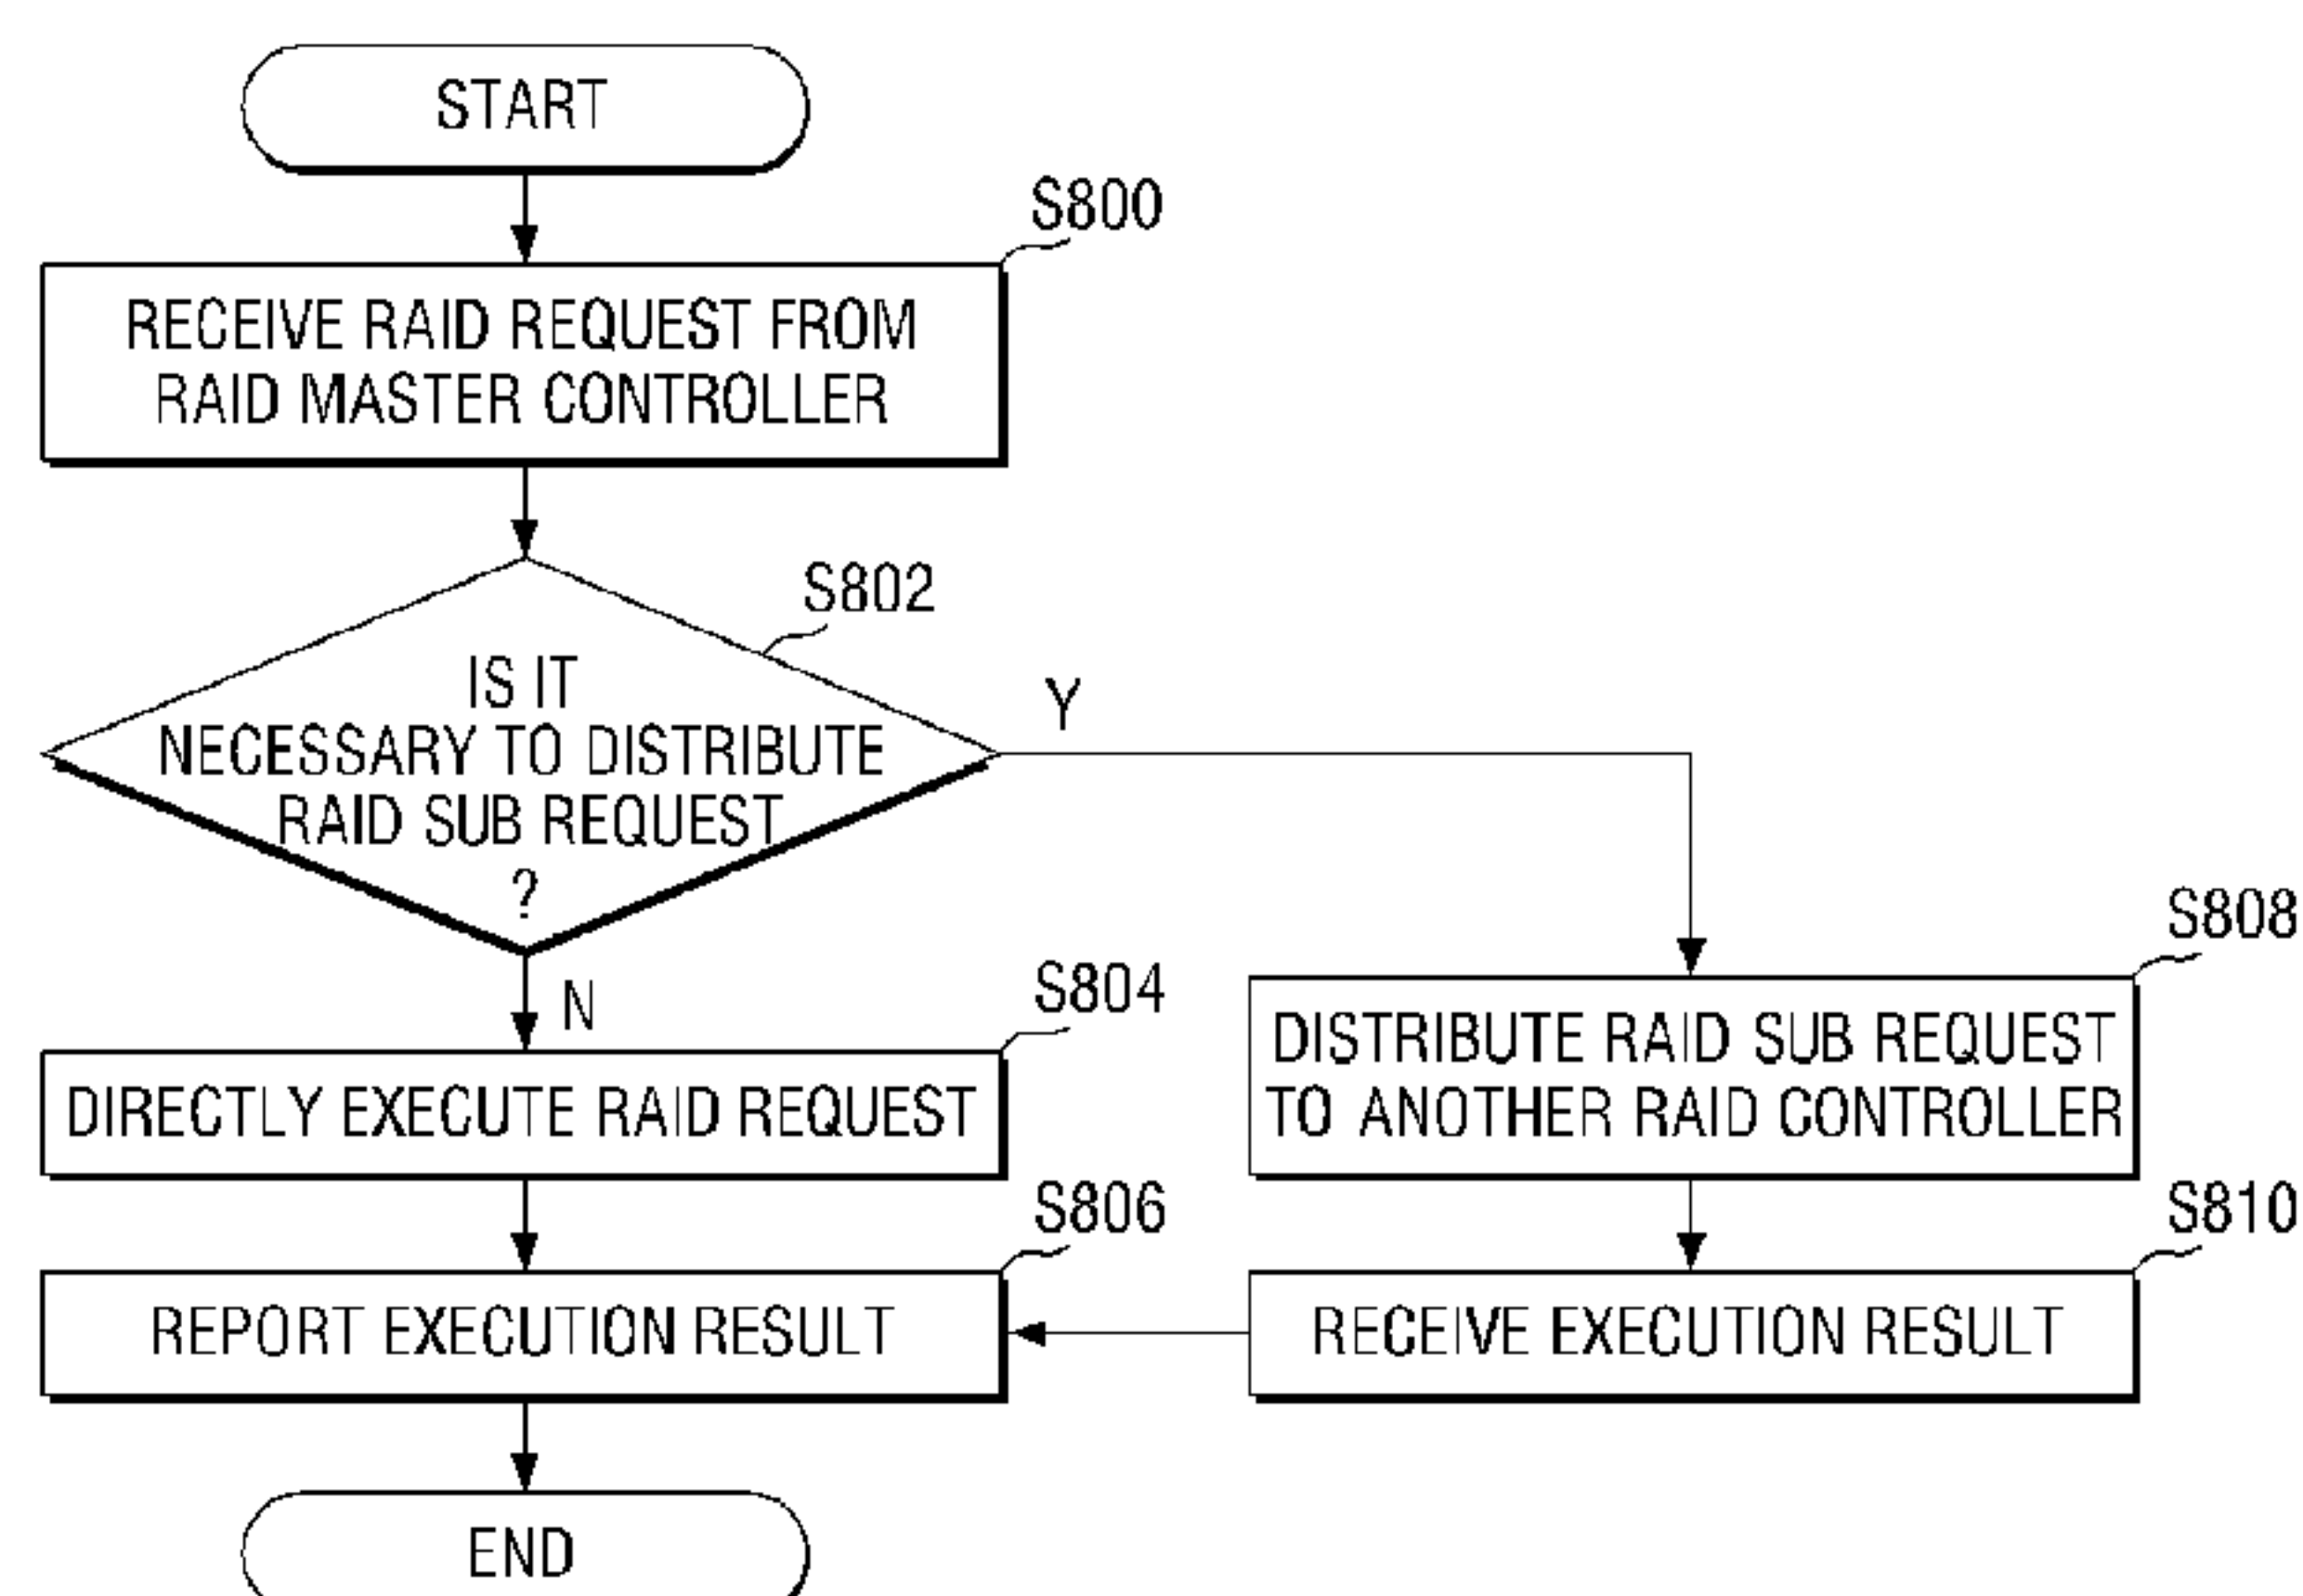 START
S800
RECEIVE RAID REQUEST FROM
RAID MASTER CONTROLLER
S802
IS IT
NECESSARY TO DISTRIBUTE
RAID SUB REQUEST
?
Y
N
S804
DIRECTLY EXECUTE RAID REQUEST
S808
DISTRIBUTE RAID SUB REQUEST
TO ANOTHER RAID CONTROLLER
S806
REPORT EXECUTION RESULT
S810
RECEIVE EXECUTION RESULT
END